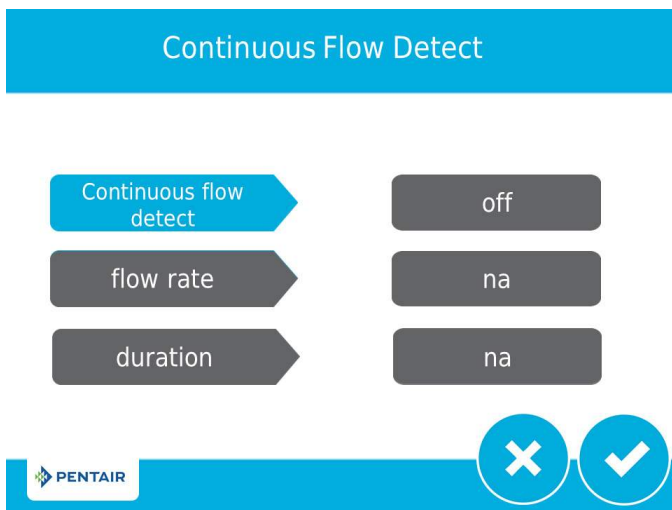 Continuous Flow Detect
Continuous flow
detect
off
flow rate
na
duration
na
PENTAIR